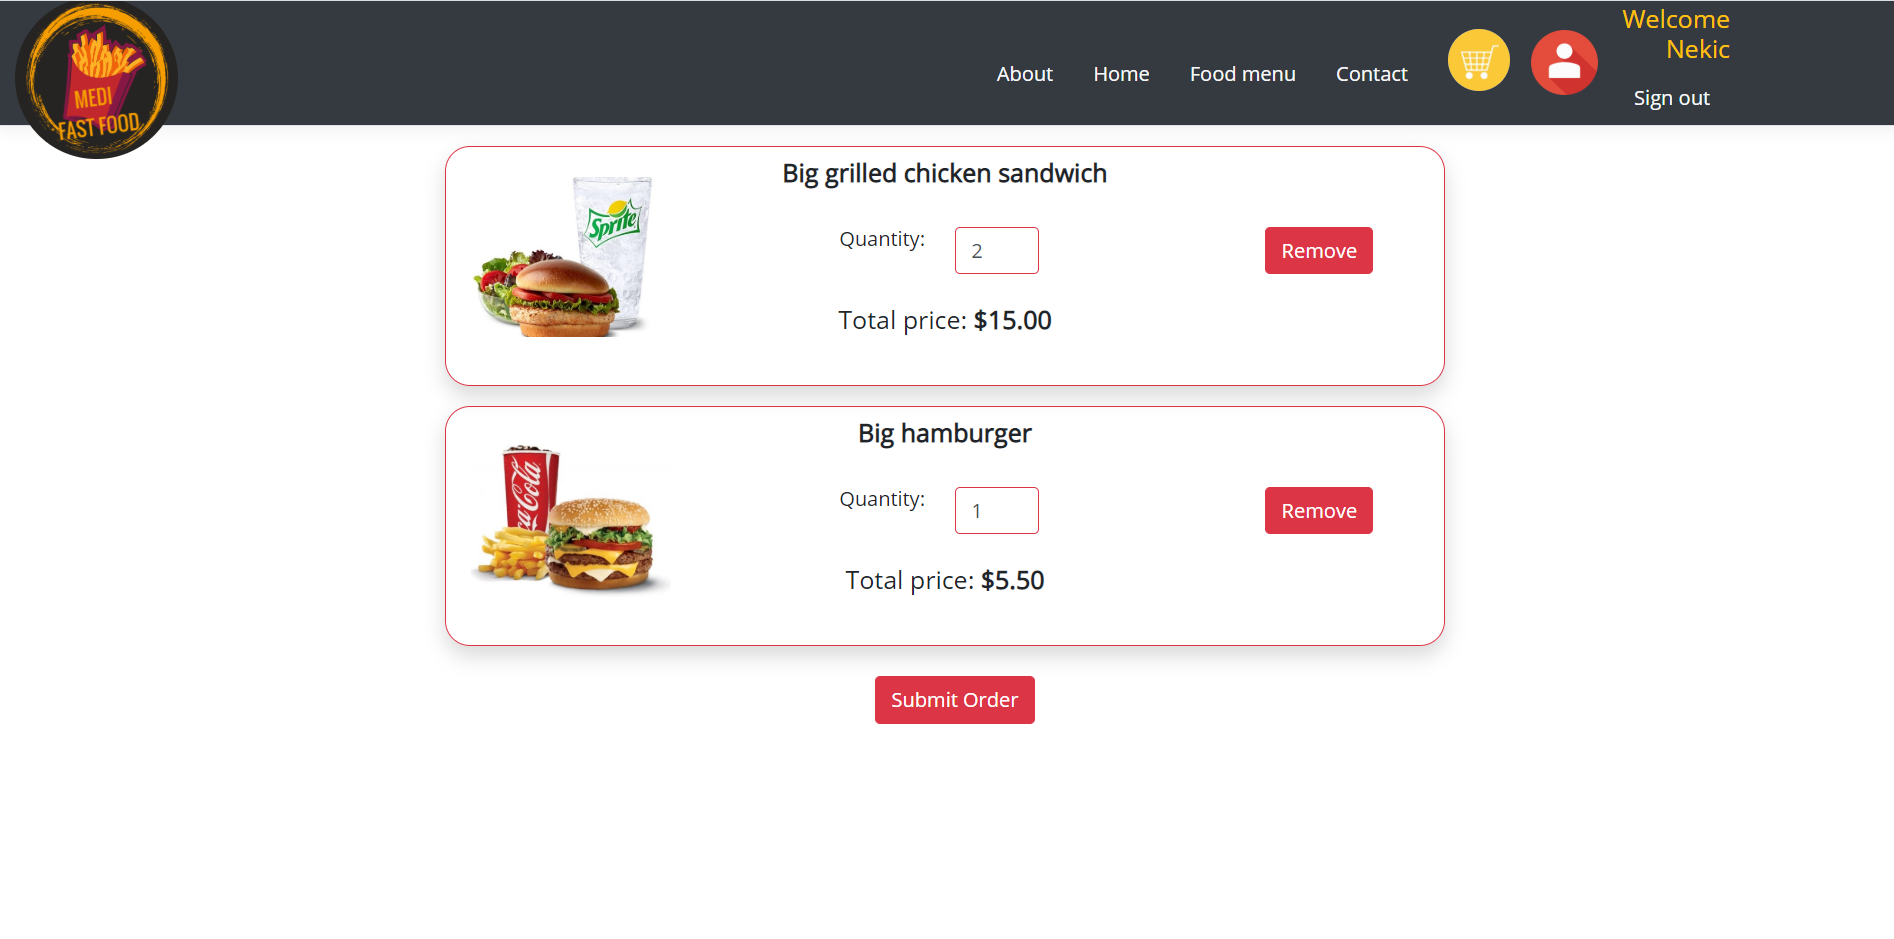 MEDI
FAST FOOD
About
Home
Food menu
Contact
Welcome
Nekic
Sign out
Big grilled chicken sandwich
Sprite
Quantity:
2
Remove
Total price: $15.00
Big hamburger
ca Cola
Quantity:
1
Remove
Total price: $5.50
Submit Order